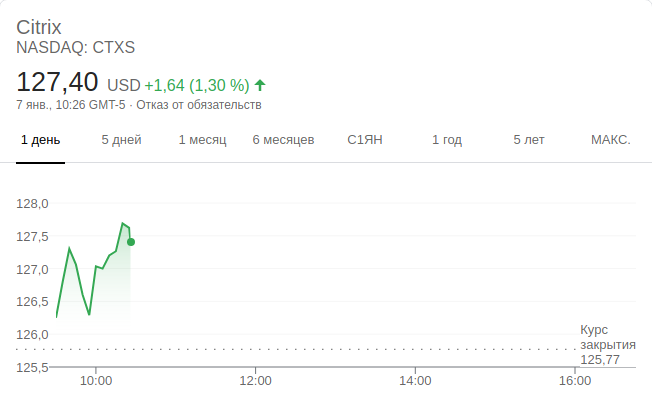 Citrix
NASDAQ: CTXS
127,40 USD +1,64 (1,30 %)
7 янв., 10:26 GMT-5 · Отказ от обязательств
1 день 5 дней 1 месяц 6 месяцев С1ЯН 1 год 5 лет МАКС.
128,0
127,5
127,0
126,5
126,0
Курс
закрытия
125,77
125,5
10:00 12:00 14:00 16:00